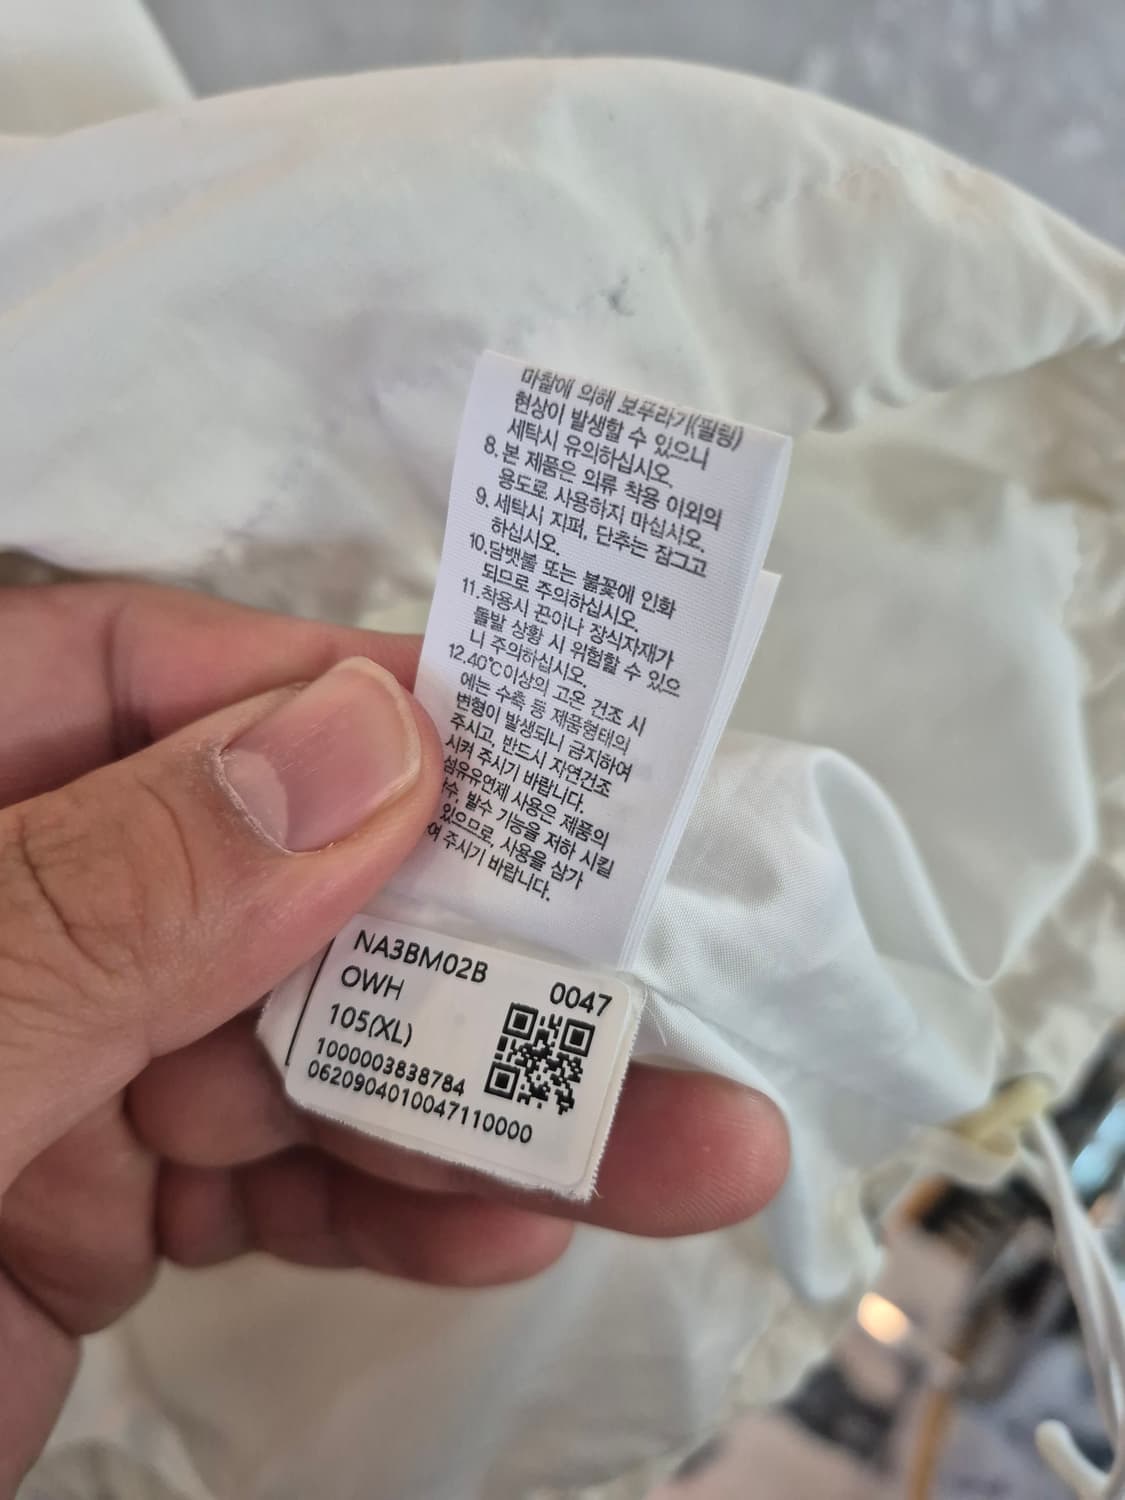 마찰에 의해 보푸라기(필링)
현상이 발생할 수 있으니
세탁시 유의하십시오.
8. 본 제품은 의류 착용 이외의
용도로 사용하지 마십시오.
9. 세탁시 지퍼, 단추는 잠그고
하십시오.
10. 담뱃불 또는 불꽃에 인화
되므로 주의하십시오.
11. 착용시 끈이나 장식자재가
돌발 상황 시 위험할 수 있으
니 주의하십시오.
12. 40℃이상의 고온 건조 시
에는 수축 등 제품형태의
변형이 발생되니 금지하여
주시고, 반드시 자연건조
시켜 주시기 바랍니다.
섬유유연제 사용은 제품의
수, 발수 기능을 저하 시킬
있으므로, 사용을 삼가
여 주시기 바랍니다.
NA3BM02B
OWH 0047
105(XL)
1000003838784
0620904010047110000